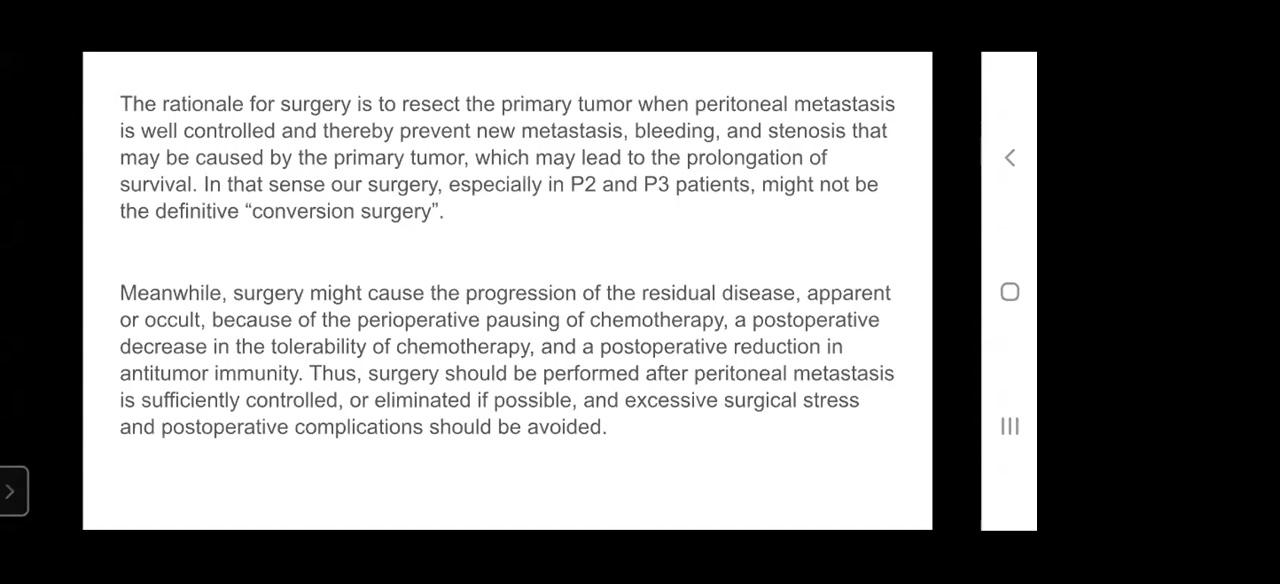 The rationale for surgery is to resect the primary tumor when peritoneal metastasis
is well controlled and thereby prevent new metastasis, bleeding, and stenosis that
may be caused by the primary tumor, which may lead to the prolongation of
survival. In that sense our surgery, especially in P2 and P3 patients, might not be
the definitive “conversion surgery”.
Meanwhile, surgery might cause the progression of the residual disease, apparent
or occult, because of the perioperative pausing of chemotherapy, a postoperative
decrease in the tolerability of chemotherapy, and a postoperative reduction in
antitumor immunity. Thus, surgery should be performed after peritoneal metastasis
is sufficiently controlled, or eliminated if possible, and excessive surgical stress
and postoperative complications should be avoided.